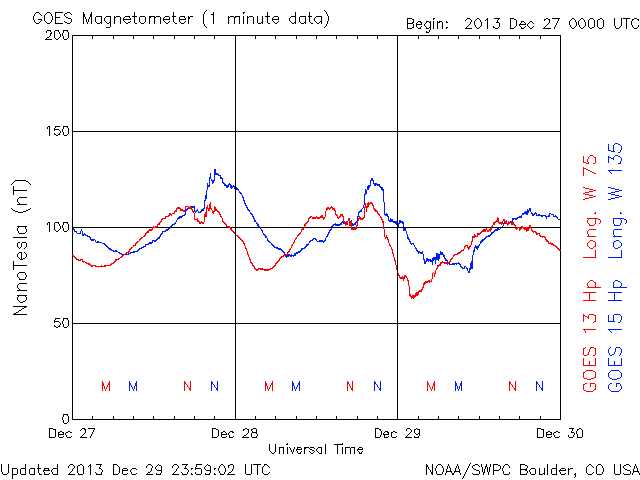 GOES Magnetometer (1 minute data)
Begin: 2013 Dec 27 0000 UTC
200
150
100
50
0
NanoTesla (nT)
M M N N M M N N M M N N
Dec 27 Dec 28 Dec 29 Dec 30
Universal Time
GOES 13 Hp Long. W 75
GOES 15 Hp Long. W 135
Updated 2013 Dec 29 23:59:02 UTC
NOAA/SWPC Boulder, CO USA